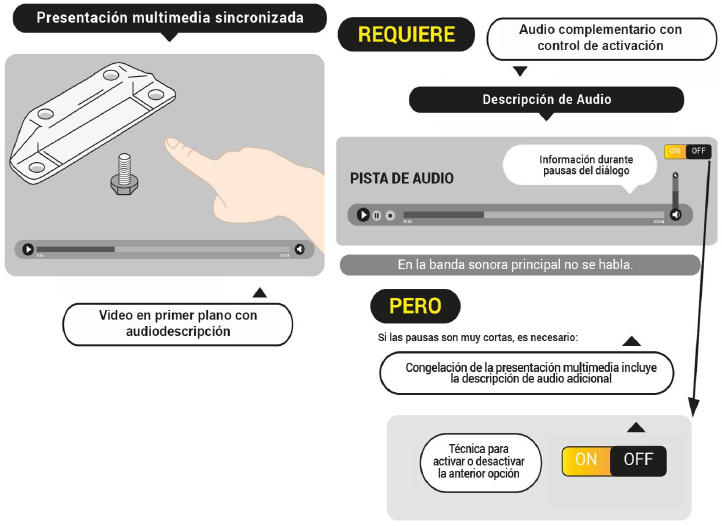 Presentación multimedia sincronizada
Video en primer plano con
audiodescripción
REQUIERE
Audio complementario con
control de activación
Descripción de Audio
ON OFF
Información durante
pausas del diálogo
PISTA DE AUDIO
En la banda sonora principal no se habla.
PERO
Si las pausas son muy cortas, es necesario:
Congelación de la presentación multimedia incluye
la descripción de audio adicional
Técnica para
activar o desactivar
la anterior opción
ON OFF